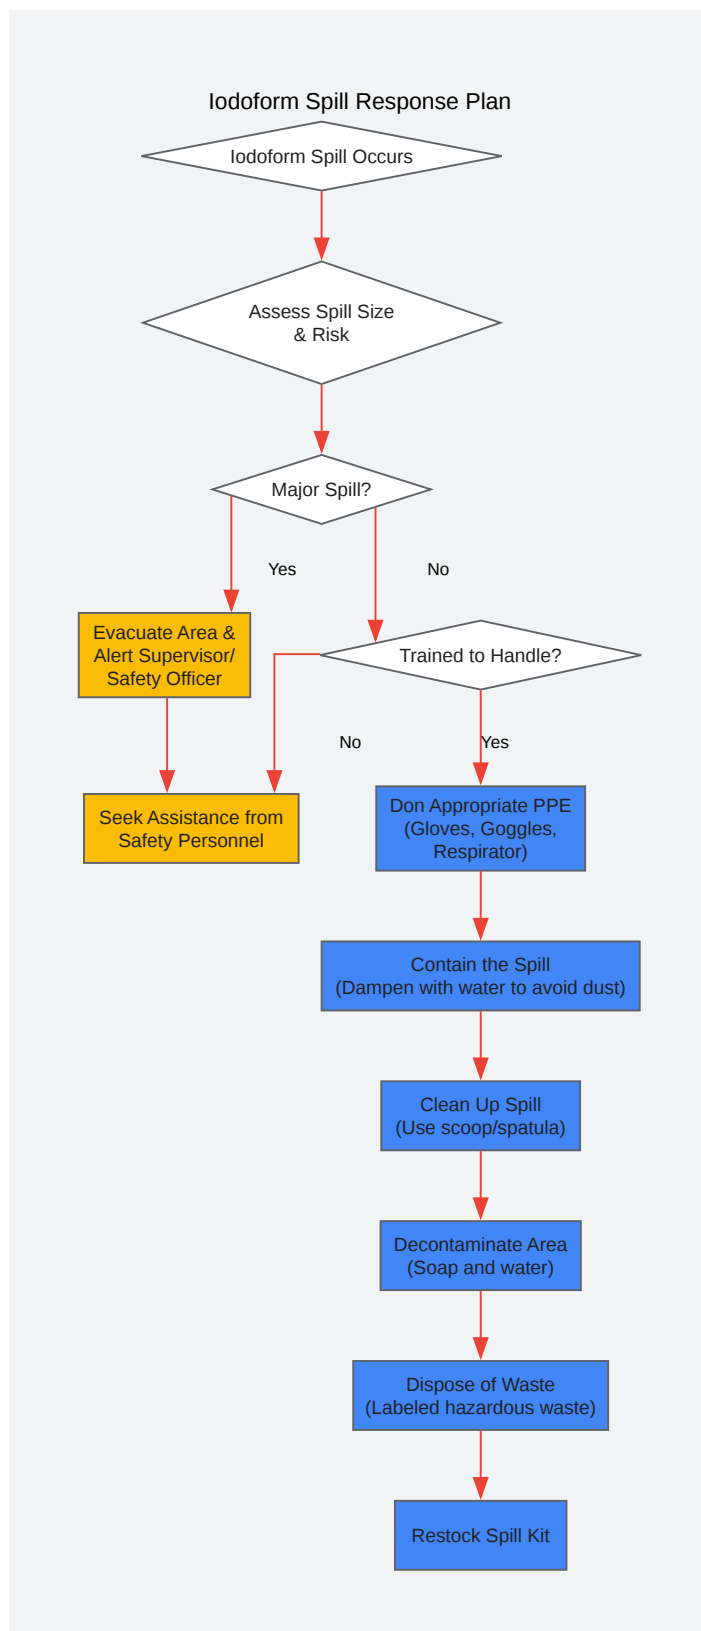 Iodoform Spill Response Plan
Iodoform Spill Occurs
Assess Spill Size
& Risk
Major Spill?
Yes
No
Evacuate Area &
Alert Supervisor/
Safety Officer
Trained to Handle?
No
Yes
Seek Assistance from
Safety Personnel
Don Appropriate PPE
(Gloves, Goggles,
Respirator)
Contain the Spill
(Dampen with water to avoid dust)
Clean Up Spill
(Use scoop/spatula)
Decontaminate Area
(Soap and water)
Dispose of Waste
(Labeled hazardous waste)
Restock Spill Kit